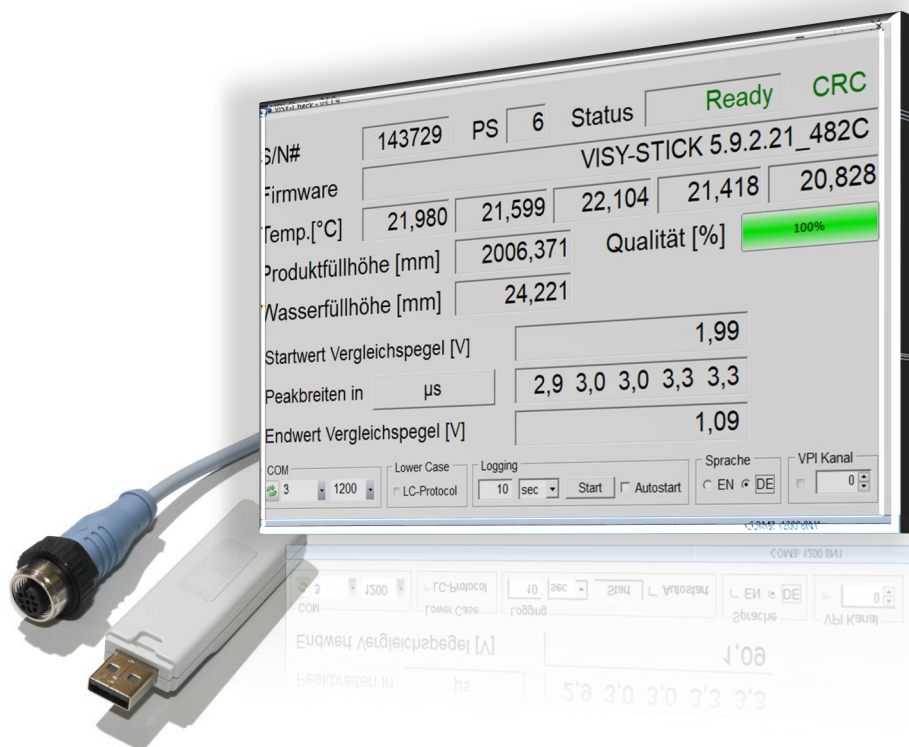 S/N# 143729 PS 6 Status Ready CRC
Firmware VISY-STICK 5.9.2.21_482C
Temp.[°C] 21,980 21,599 22,104 21,418 20,828
Produktfüllhöhe [mm] 2006,371 Qualität [%] 100%
Wasserfüllhöhe [mm] 24,221
Startwert Vergleichspegel [V] 1,99
Peakbreiten in µs 2,9 3,0 3,0 3,3 3,3
Endwert Vergleichspegel [V] 1,09
COM Lower Case Logging Sprache VPI Kanal
3 1200 LC-Protocol 10 sec Start Autostart EN DE 0
COM3: 1200 8N1